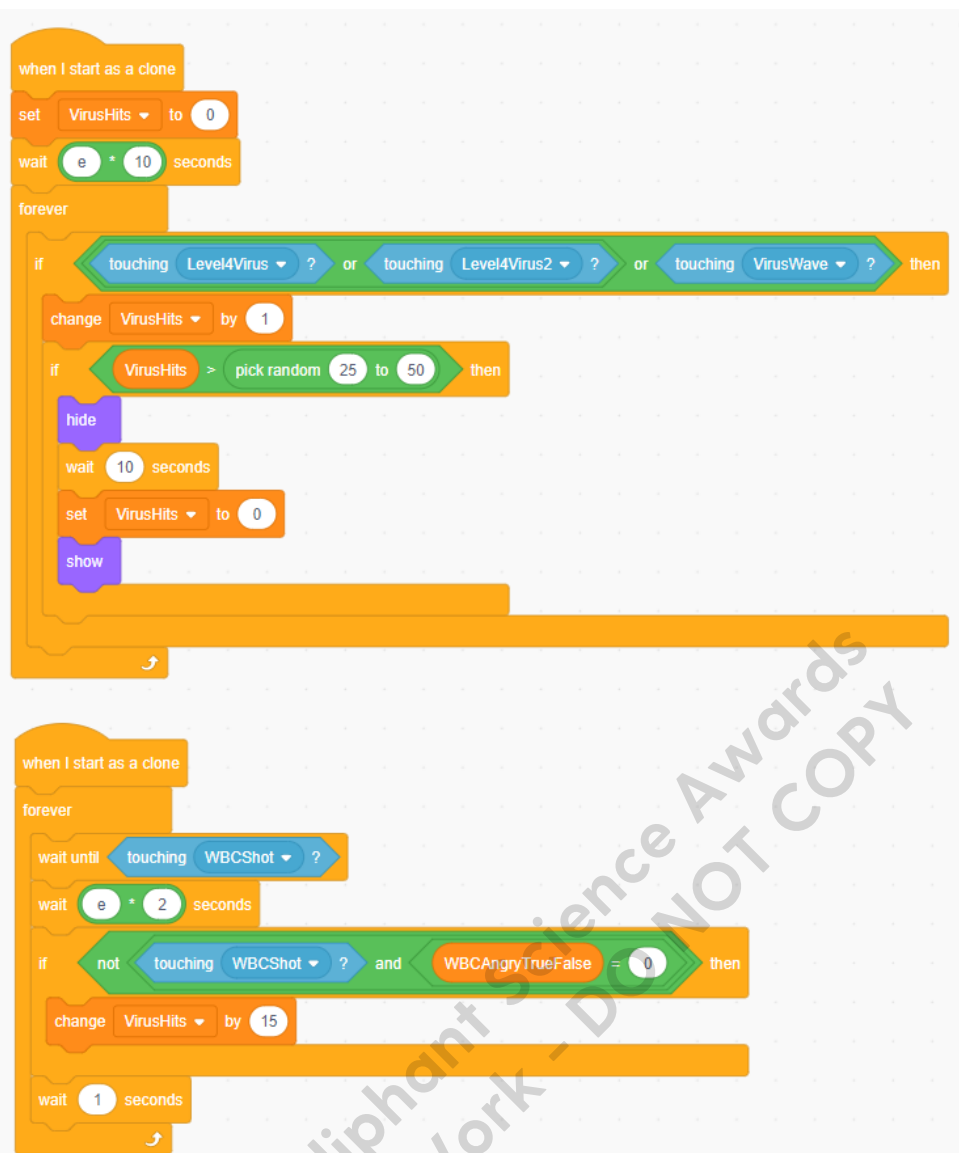 when I start as a clone
set VirusHits to 0
wait e * 10 seconds
forever
if touching Level4Virus ? or touching Level4Virus2 ? or touching VirusWave ? then
change VirusHits by 1
if VirusHits > pick random 25 to 50 then
hide
wait 10 seconds
set VirusHits to 0
show
when I start as a clone
forever
wait until touching WBCShot ?
wait e * 2 seconds
if not touching WBCShot ? and WBCAngryTrueFalse = 0 then
change VirusHits by 15
wait 1 seconds
Science Awards
DO NOT COPY